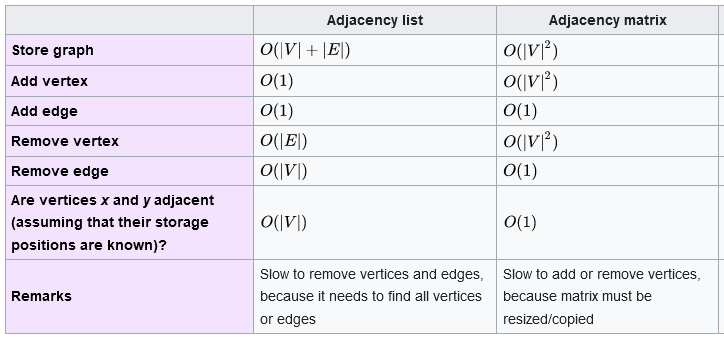 Adjacency list Adjacency matrix
Store graph O(|V| + |E|) O(|V|²)
Add vertex O(1) O(|V|²)
Add edge O(1) O(1)
Remove vertex O(|E|) O(|V|²)
Remove edge O(|V|) O(1)
Are vertices x and y adjacent
(assuming that their storage
positions are known)?
O(|V|) O(1)
Remarks
Slow to remove vertices and edges,
because it needs to find all vertices
or edges
Slow to add or remove vertices,
because matrix must be
resized/copied